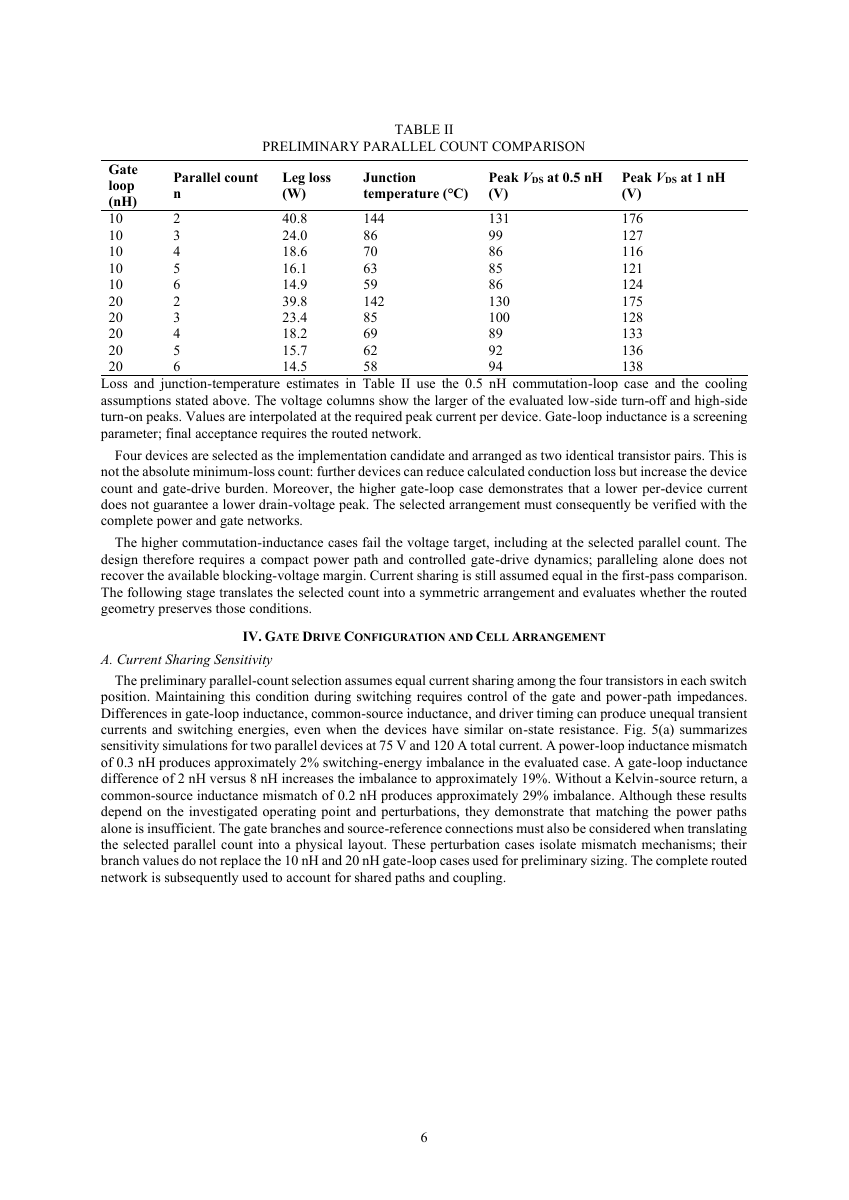 TABLE II
PRELIMINARY PARALLEL COUNT COMPARISON
Gate loop (nH) Parallel count n Leg loss (W) Junction temperature (°C) Peak VDS at 0.5 nH (V) Peak VDS at 1 nH (V)
10 2 40.8 144 131 176
10 3 24.0 86 99 127
10 4 18.6 70 86 116
10 5 16.1 63 85 121
10 6 14.9 59 86 124
20 2 39.8 142 130 175
20 3 23.4 85 100 128
20 4 18.2 69 89 133
20 5 15.7 62 92 136
20 6 14.5 58 94 138
Loss and junction-temperature estimates in Table II use the 0.5 nH commutation-loop case and the cooling
assumptions stated above. The voltage columns show the larger of the evaluated low-side turn-off and high-side
turn-on peaks. Values are interpolated at the required peak current per device. Gate-loop inductance is a screening
parameter; final acceptance requires the routed network.
Four devices are selected as the implementation candidate and arranged as two identical transistor pairs. This is
not the absolute minimum-loss count: further devices can reduce calculated conduction loss but increase the device
count and gate-drive burden. Moreover, the higher gate-loop case demonstrates that a lower per-device current
does not guarantee a lower drain-voltage peak. The selected arrangement must consequently be verified with the
complete power and gate networks.
The higher commutation-inductance cases fail the voltage target, including at the selected parallel count. The
design therefore requires a compact power path and controlled gate-drive dynamics; paralleling alone does not
recover the available blocking-voltage margin. Current sharing is still assumed equal in the first-pass comparison.
The following stage translates the selected count into a symmetric arrangement and evaluates whether the routed
geometry preserves those conditions.
IV. GATE DRIVE CONFIGURATION AND CELL ARRANGEMENT
A. Current Sharing Sensitivity
The preliminary parallel-count selection assumes equal current sharing among the four transistors in each switch
position. Maintaining this condition during switching requires control of the gate and power-path impedances.
Differences in gate-loop inductance, common-source inductance, and driver timing can produce unequal transient
currents and switching energies, even when the devices have similar on-state resistance. Fig. 5(a) summarizes
sensitivity simulations for two parallel devices at 75 V and 120 A total current. A power-loop inductance mismatch
of 0.3 nH produces approximately 2% switching-energy imbalance in the evaluated case. A gate-loop inductance
difference of 2 nH versus 8 nH increases the imbalance to approximately 19%. Without a Kelvin-source return, a
common-source inductance mismatch of 0.2 nH produces approximately 29% imbalance. Although these results
depend on the investigated operating point and perturbations, they demonstrate that matching the power paths
alone is insufficient. The gate branches and source-reference connections must also be considered when translating
the selected parallel count into a physical layout. These perturbation cases isolate mismatch mechanisms; their
branch values do not replace the 10 nH and 20 nH gate-loop cases used for preliminary sizing. The complete routed
network is subsequently used to account for shared paths and coupling.
6